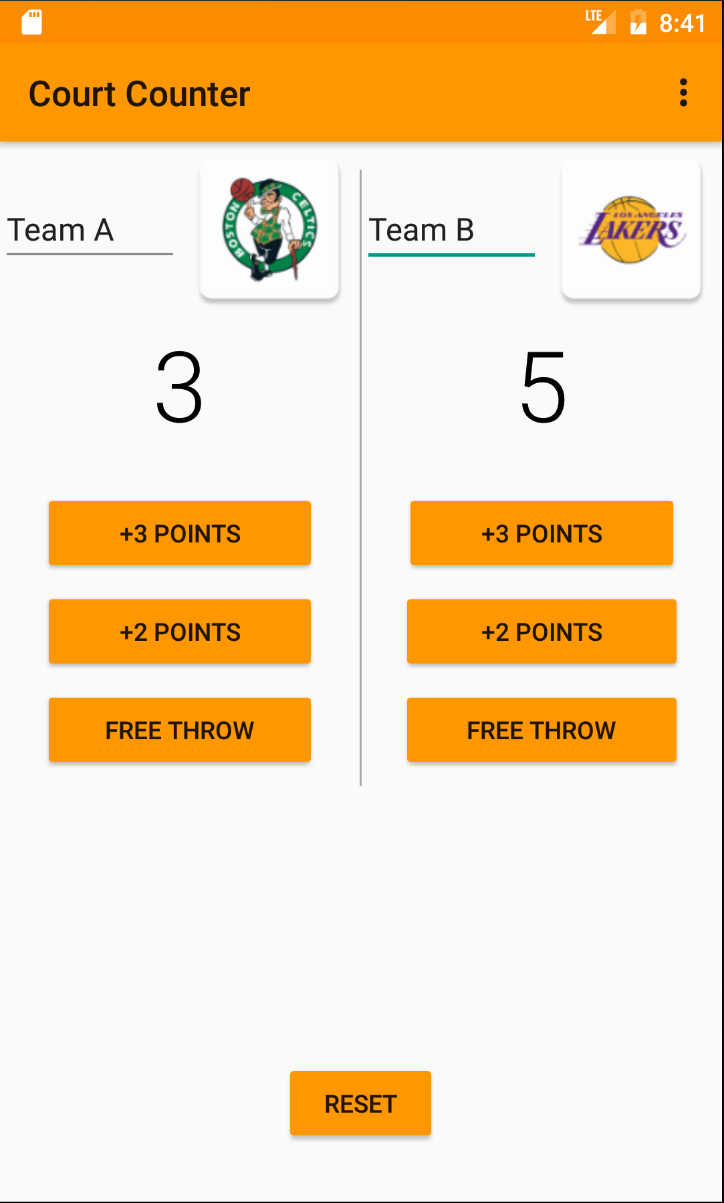 LTE 8:41
Court Counter
Team A
BOSTON CELTICS
Team B
LOS ANGELES
LAKERS
3
5
+3 POINTS
+3 POINTS
+2 POINTS
+2 POINTS
FREE THROW
FREE THROW
RESET